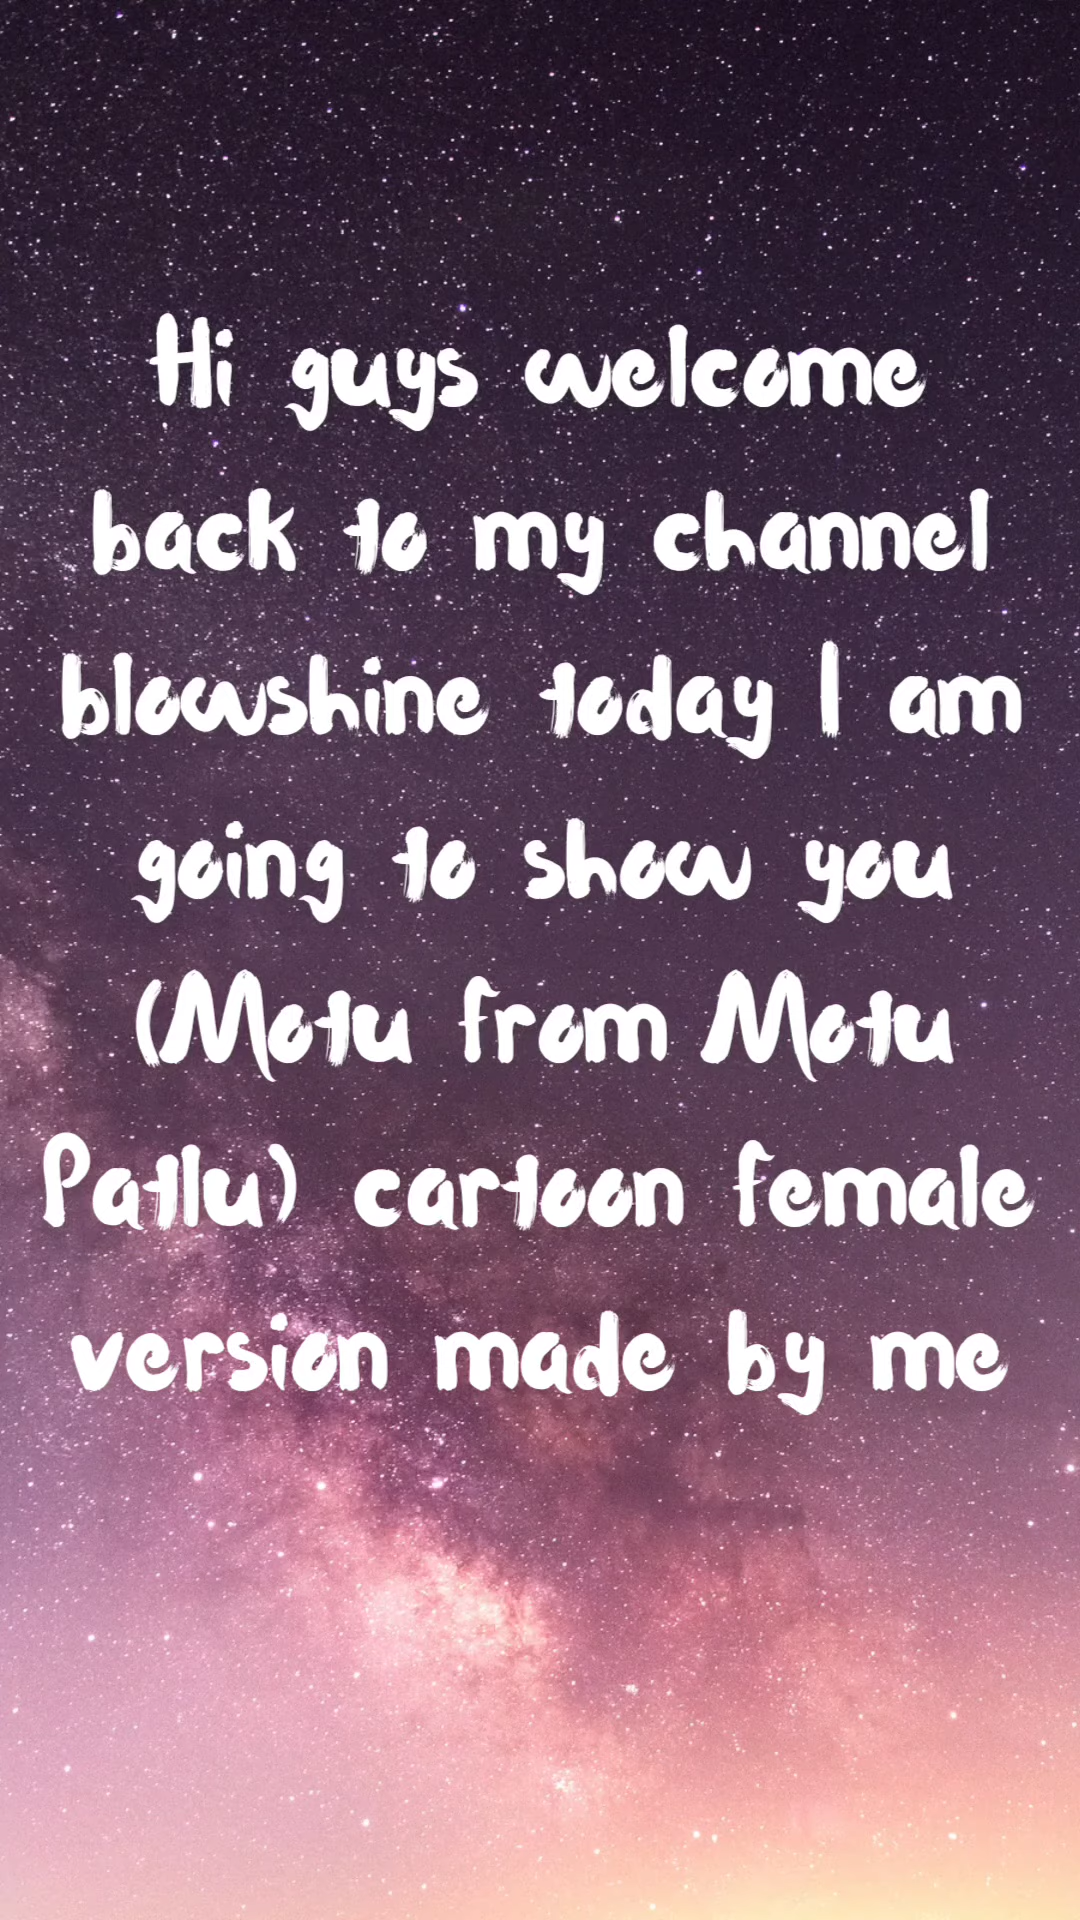 Hi guys welcome
back to my channel
blowshine today I am
going to show you
(Motu from Motu
Patlu) cartoon female
version made by me